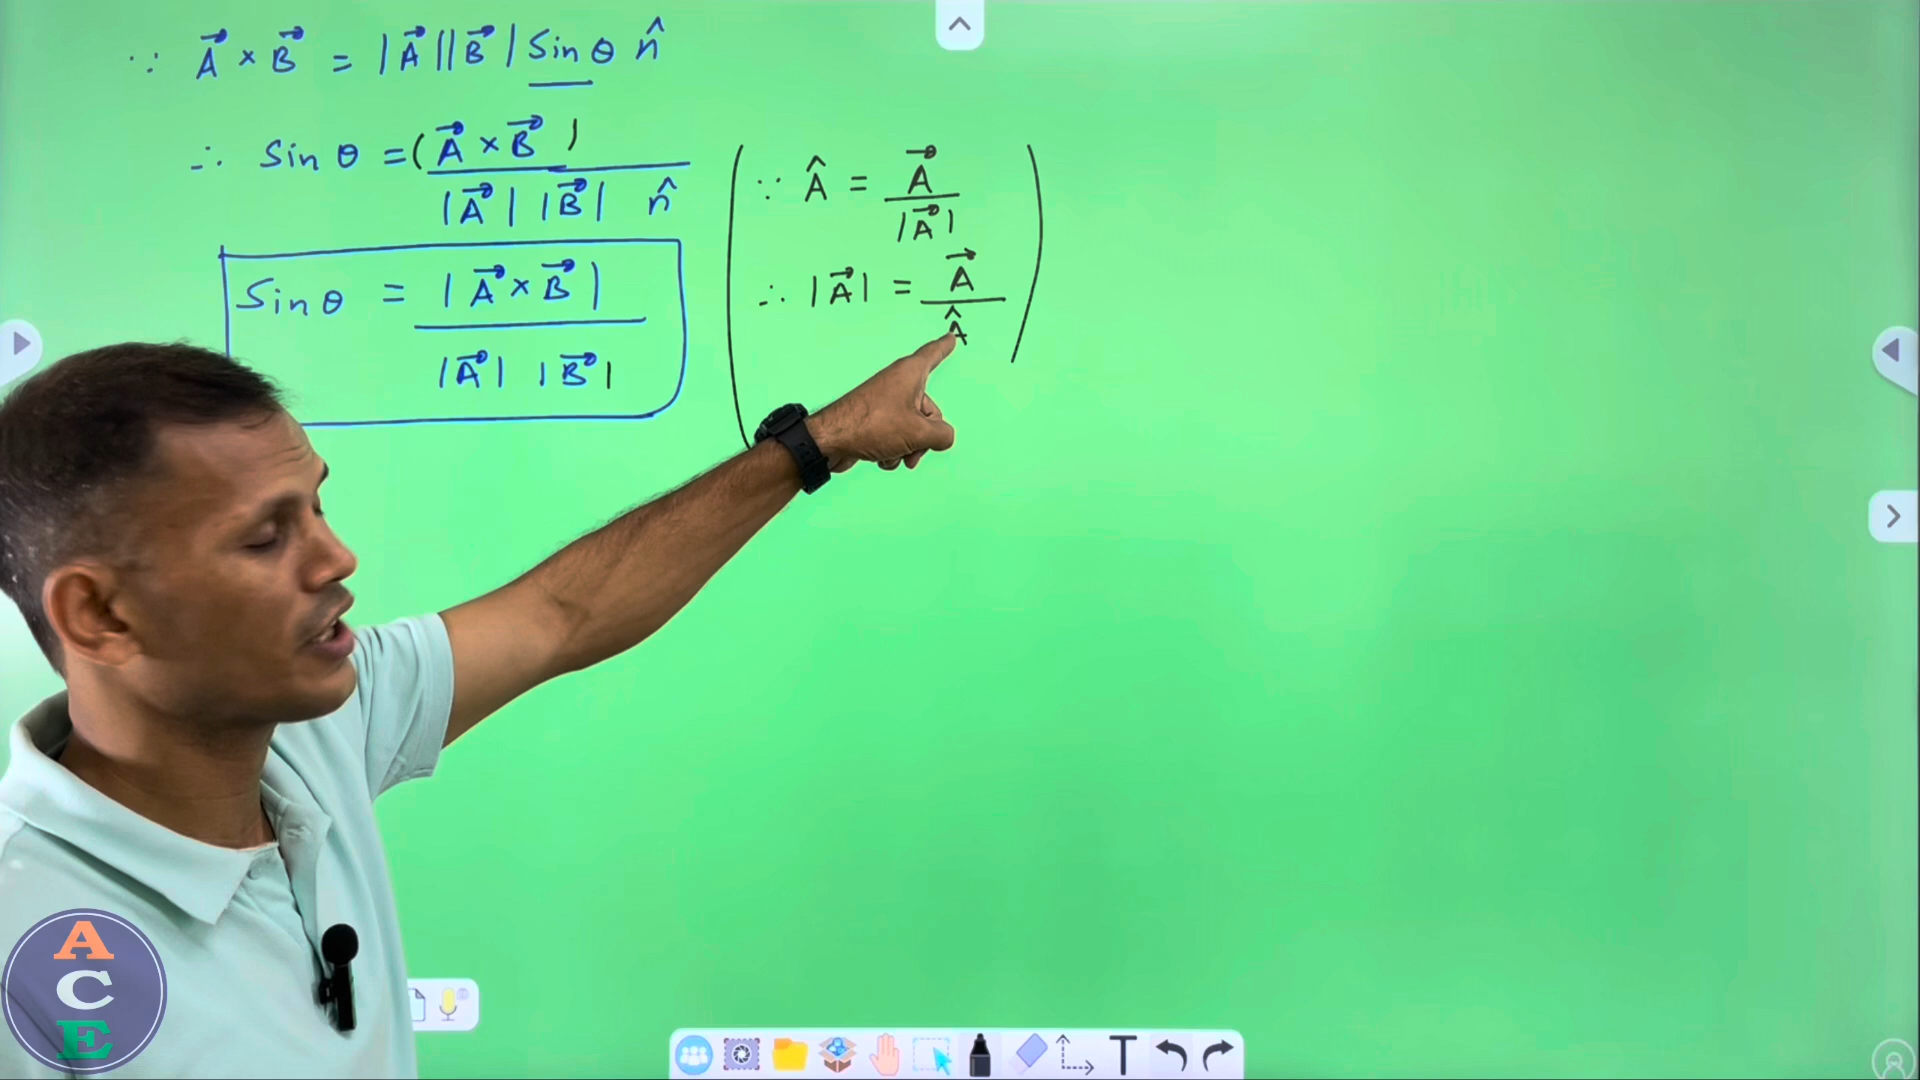 ∵ A⃗ × B⃗ = |A⃗||B⃗| Sin θ n̂
∴ Sin θ = (A⃗ × B⃗) / |A⃗| |B⃗| n̂
Sin θ = |A⃗ × B⃗| / |A⃗| |B⃗|
( ∵ Â = A⃗ / |A⃗|
∴ |A⃗| = A⃗ / Â )
A
C
E
T